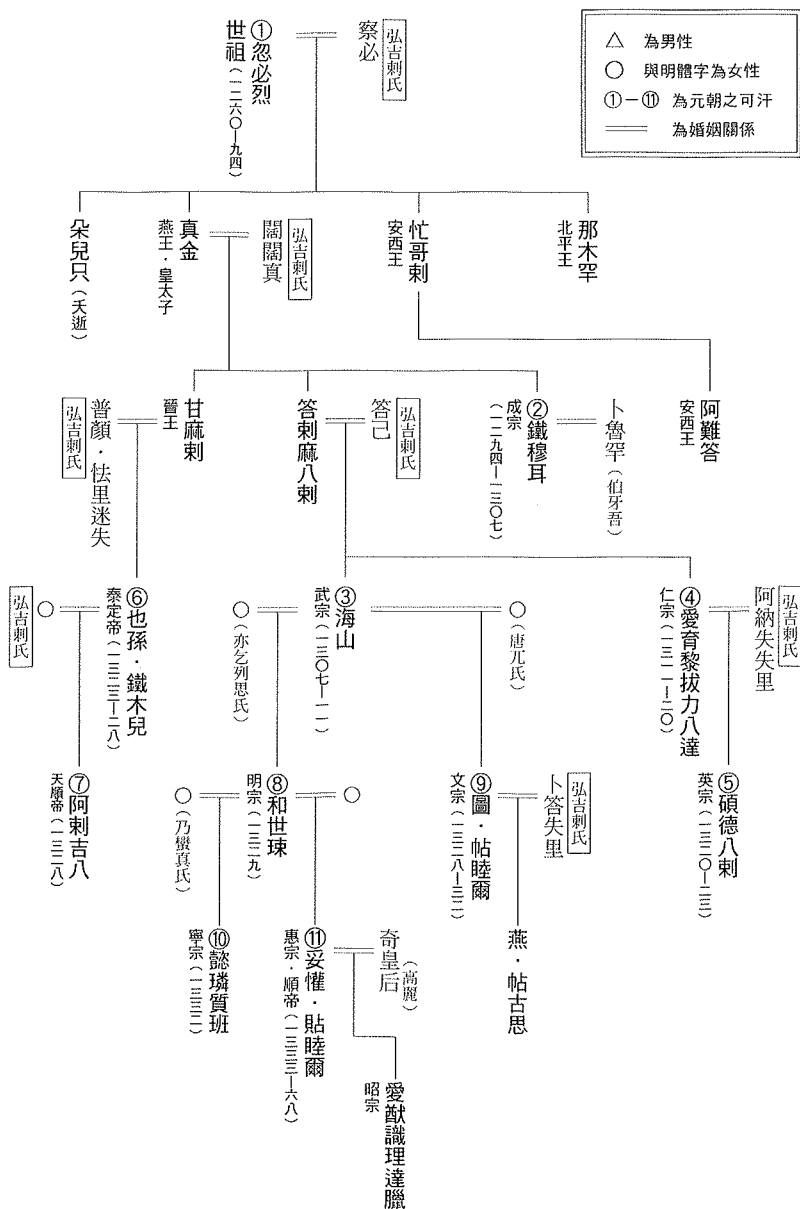 △ 為男性
○ 與明體字為女性
①－⑪ 為元朝之可汗
══ 為婚姻關係
①忽必烈
世祖（一二六〇－九四）
察必
弘吉剌氏
朵兒只（夭逝）
真金
燕王．皇太子
闊闊真
弘吉剌氏
忙哥剌
安西王
那木罕
北平王
弘吉剌氏
普顏．怯里迷失
甘麻剌
晉王
答剌麻八剌
答己
弘吉剌氏
②鐵穆耳
成宗（一二九四－一三〇七）
卜魯罕（伯牙吾）
阿難答
安西王
弘吉剌氏
○
⑥也孫．鐵木兒
泰定帝（一三二三－二八）
○（亦乞列思氏）
③海山
武宗（一三〇七－一一）
○（唐兀氏）
④愛育黎拔力八達
仁宗（一三一一－二〇）
阿納失失里
弘吉剌氏
⑦阿剌吉八
天順帝（一三二八）
○（乃蠻真氏）
⑧和世㻋
明宗（一三二九）
○
⑨圖．帖睦爾
文宗（一三二八－三二）
卜答失里
弘吉剌氏
⑤碩德八剌
英宗（一三二〇－二三）
⑩懿璘質班
寧宗（一三三二）
⑪妥懽．貼睦爾
惠宗．順帝（一三三三－六八）
奇皇后
（高麗）
燕．帖古思
愛猷識理達臘
昭宗